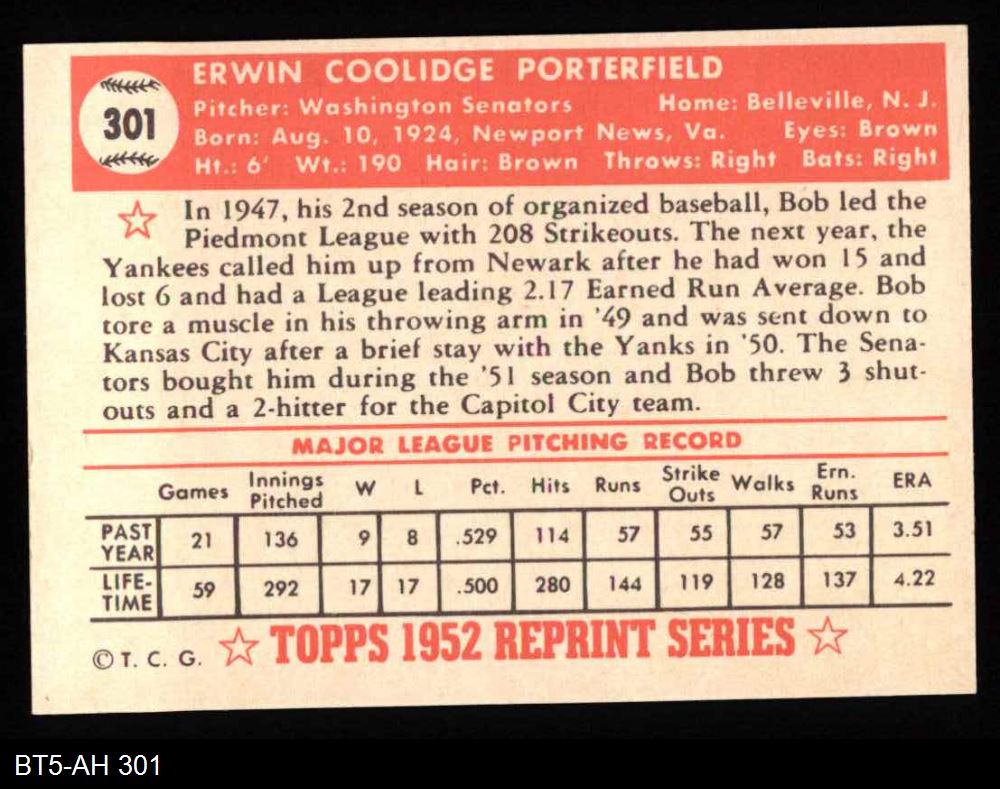 301
ERWIN COOLIDGE PORTERFIELD
Pitcher: Washington Senators Home: Belleville, N. J.
Born: Aug. 10, 1924, Newport News, Va. Eyes: Brown
Ht.: 6' Wt.: 190 Hair: Brown Throws: Right Bats: Right
In 1947, his 2nd season of organized baseball, Bob led the
Piedmont League with 208 Strikeouts. The next year, the
Yankees called him up from Newark after he had won 15 and
lost 6 and had a League leading 2.17 Earned Run Average. Bob
tore a muscle in his throwing arm in '49 and was sent down to
Kansas City after a brief stay with the Yanks in '50. The Sena-
tors bought him during the '51 season and Bob threw 3 shut-
outs and a 2-hitter for the Capitol City team.
MAJOR LEAGUE PITCHING RECORD
Games Innings Pitched W L Pct. Hits Runs Strike Outs Walks Ern. Runs ERA
PAST YEAR 21 136 9 8 .529 114 57 55 57 53 3.51
LIFE-TIME 59 292 17 17 .500 280 144 119 128 137 4.22
© T. C. G. ☆ TOPPS 1952 REPRINT SERIES ☆
BT5-AH 301